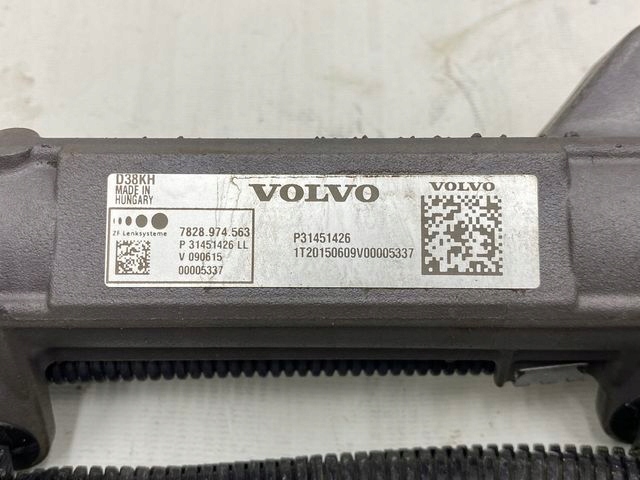 D38KH
MADE IN
HUNGARY
ZF Lenksysteme
7828.974.563
P 31451426 LL
V 090615
00005337
VOLVO
P31451426
1T20150609V00005337
VOLVO